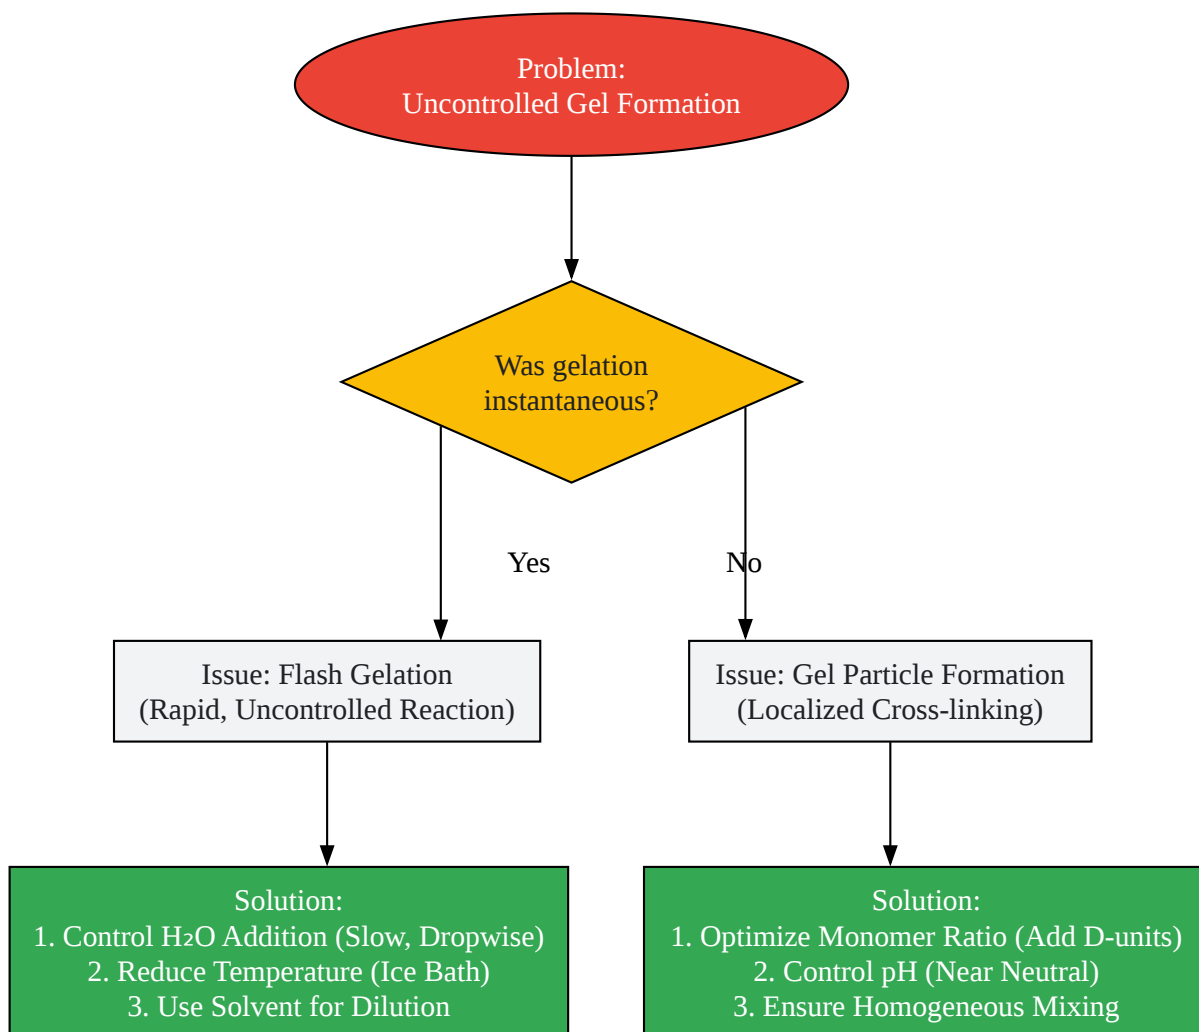 Problem:
Uncontrolled Gel Formation
Was gelation
instantaneous?
Yes
No
Issue: Flash Gelation
(Rapid, Uncontrolled Reaction)
Issue: Gel Particle Formation
(Localized Cross-linking)
Solution:
1. Control H₂O Addition (Slow, Dropwise)
2. Reduce Temperature (Ice Bath)
3. Use Solvent for Dilution
Solution:
1. Optimize Monomer Ratio (Add D-units)
2. Control pH (Near Neutral)
3. Ensure Homogeneous Mixing